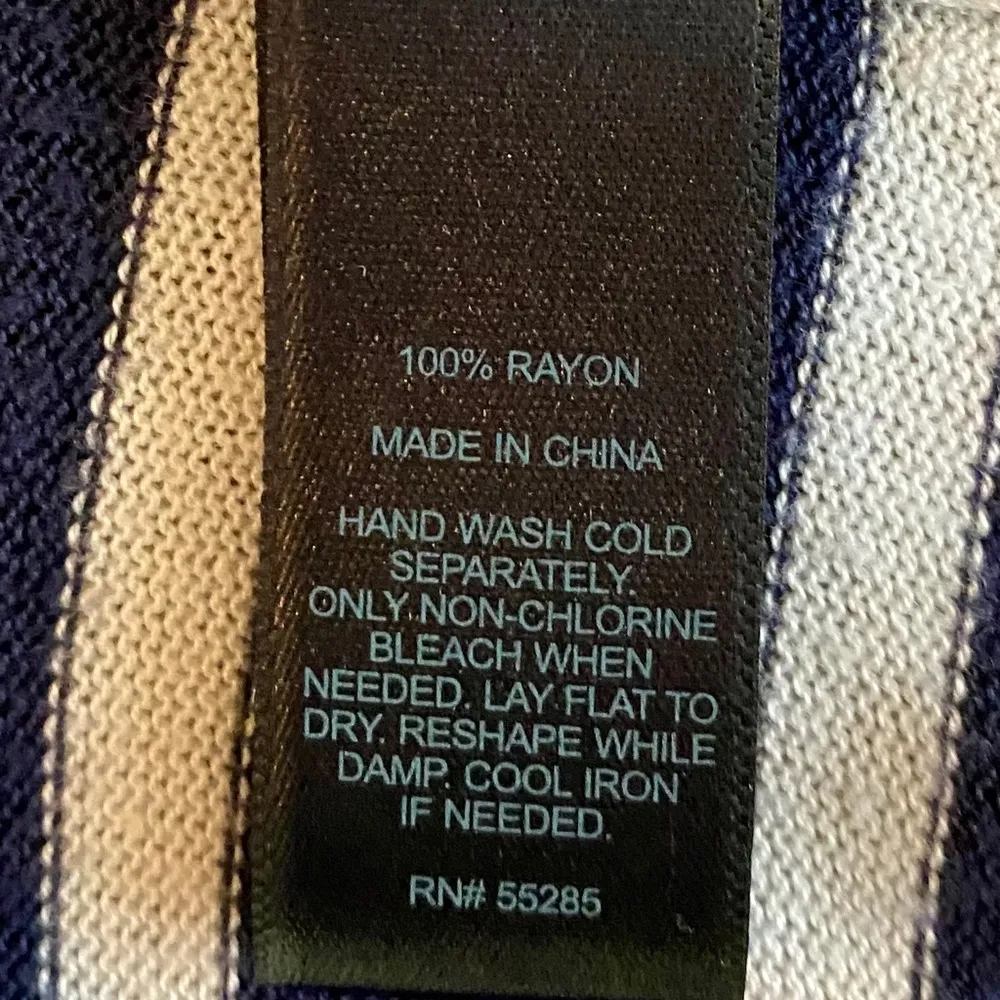 100% RAYON
MADE IN CHINA
HAND WASH COLD
SEPARATELY.
ONLY NON-CHLORINE
BLEACH WHEN
NEEDED. LAY FLAT TO
DRY. RESHAPE WHILE
DAMP. COOL IRON
IF NEEDED.
RN# 55285